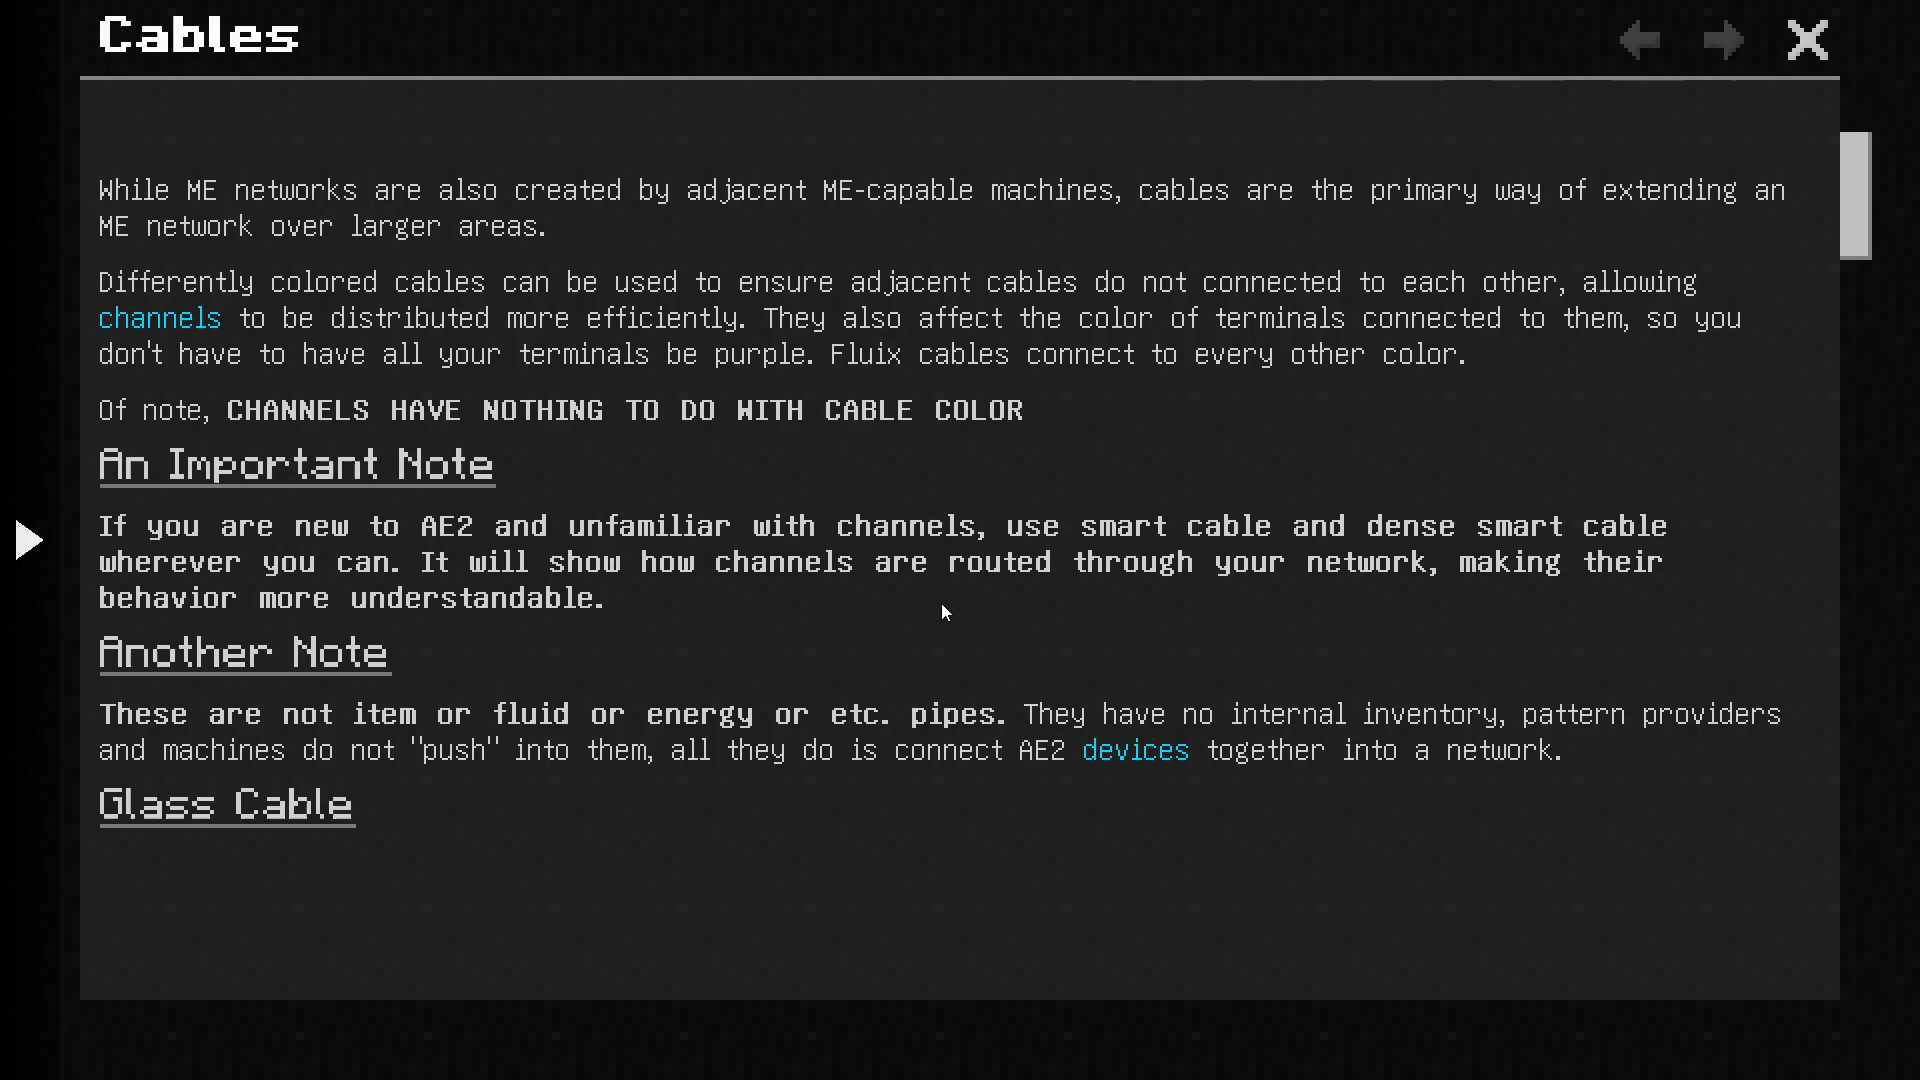 Cables
While ME networks are also created by adjacent ME-capable machines, cables are the primary way of extending an
ME network over larger areas.
Differently colored cables can be used to ensure adjacent cables do not connected to each other, allowing
channels to be distributed more efficiently. They also affect the color of terminals connected to them, so you
don't have to have all your terminals be purple. Fluix cables connect to every other color.
Of note, CHANNELS HAVE NOTHING TO DO WITH CABLE COLOR
An Important Note
If you are new to AE2 and unfamiliar with channels, use smart cable and dense smart cable
wherever you can. It will show how channels are routed through your network, making their
behavior more understandable.
Another Note
These are not item or fluid or energy or etc. pipes. They have no internal inventory, pattern providers
and machines do not "push" into them, all they do is connect AE2 devices together into a network.
Glass Cable